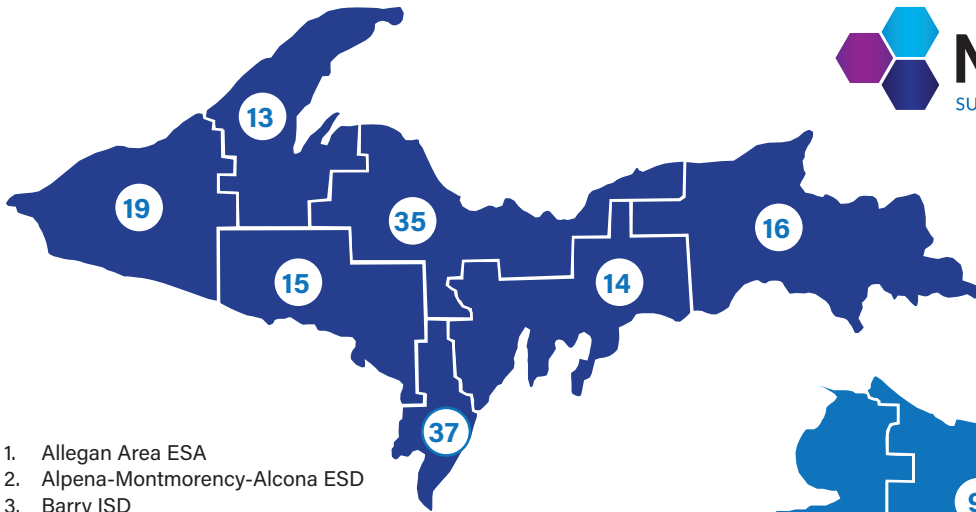 13
19
35
16
15
14
37
1. Allegan Area ESA
2. Alpena-Montmorency-Alcona ESD
3. Barry ISD